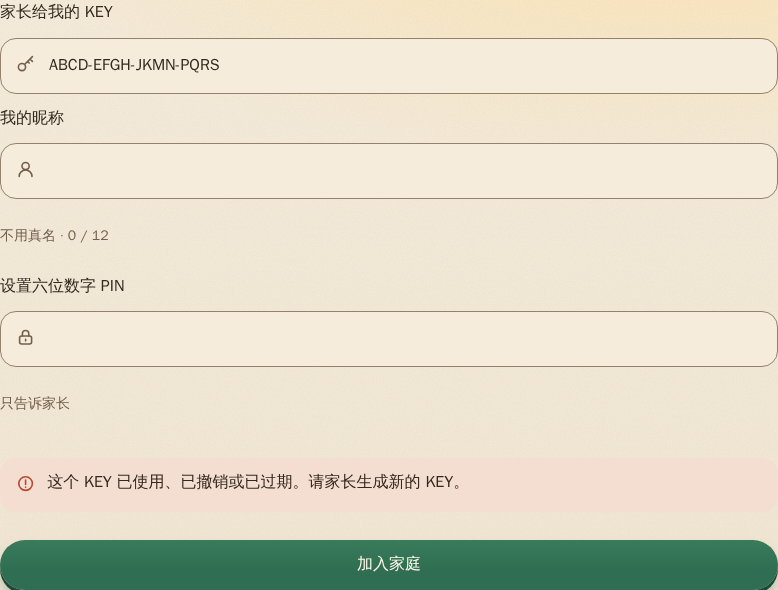 家长给我的 KEY
ABCD-EFGH-JKMN-PQRS
我的昵称
不用真名 · 0 / 12
设置六位数字 PIN
只告诉家长
这个 KEY 已使用、已撤销或已过期。请家长生成新的 KEY。
加入家庭